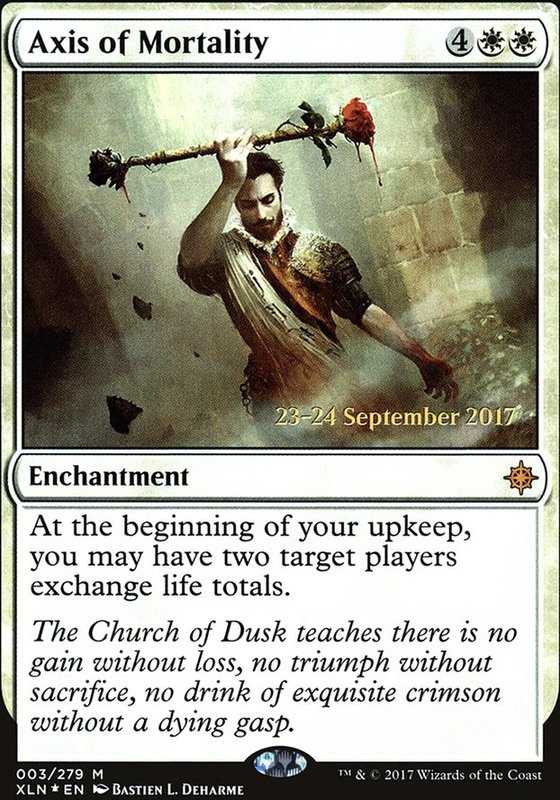 Axis of Mortality 4
23–24 September 2017
Enchantment
At the beginning of your upkeep,
you may have two target players
exchange life totals.
The Church of Dusk teaches there is no
gain without loss, no triumph without
sacrifice, no drink of exquisite crimson
without a dying gasp.
003/279 M
XLN★EN Bastien L. Deharme
™ & © 2017 Wizards of the Coast